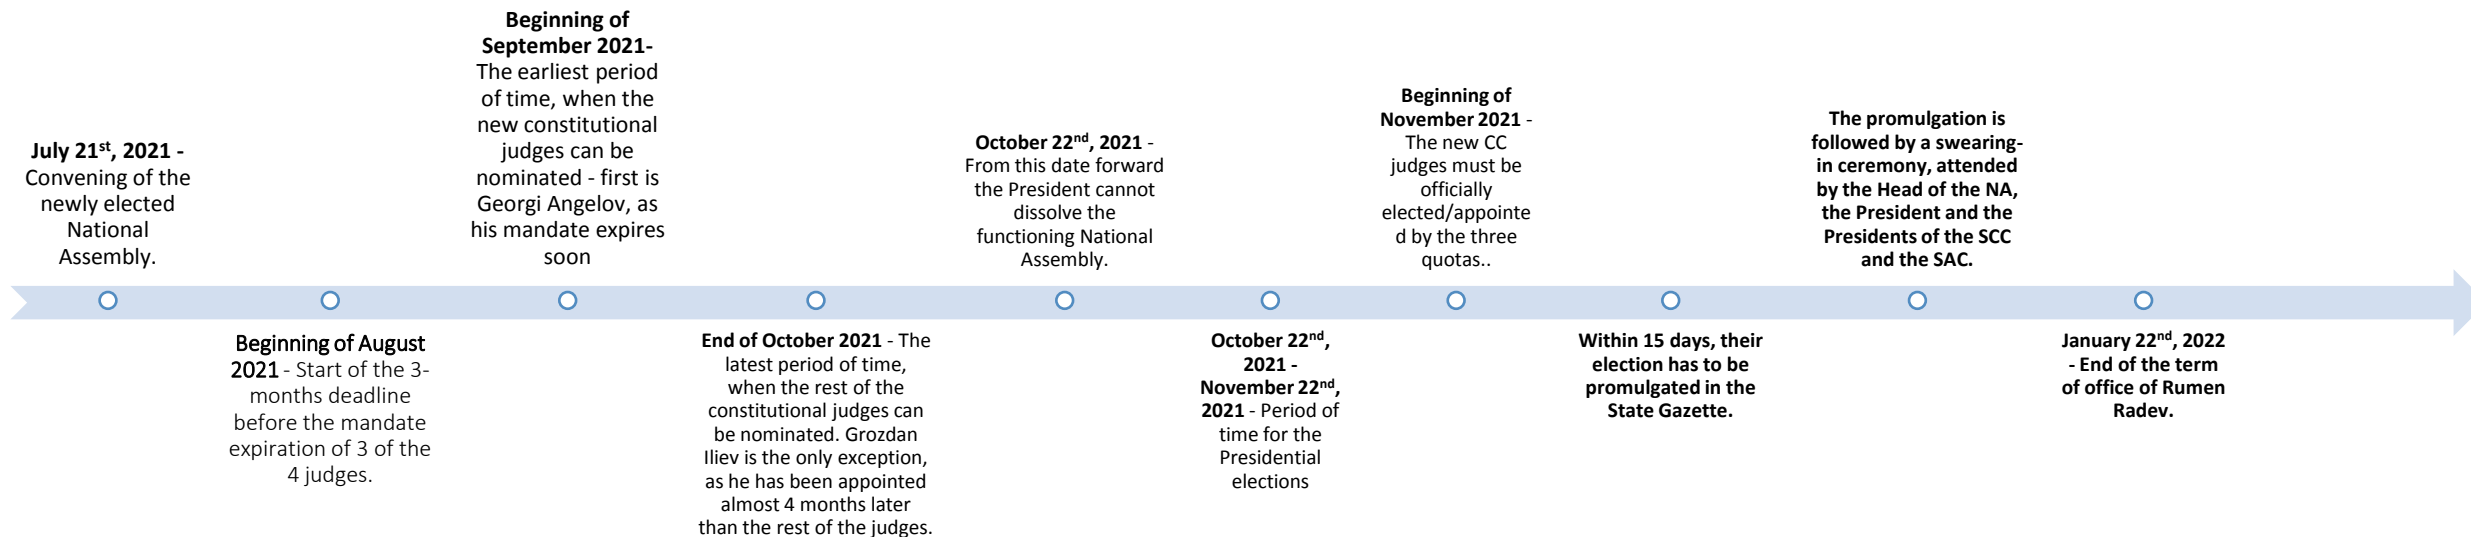 July 21st, 2021 -
Convening of the
newly elected
National
Assembly.
Beginning of August
2021 - Start of the 3-
months deadline
before the mandate
expiration of 3 of the
4 judges.
Beginning of
September 2021-
The earliest period
of time, when the
new constitutional
judges can be
nominated - first is
Georgi Angelov, as
his mandate expires
soon
End of October 2021 - The
latest period of time,
when the rest of the
constitutional judges can
be nominated. Grozdan
Iliev is the only exception,
as he has been appointed
almost 4 months later
than the rest of the judges.
October 22nd, 2021 -
From this date forward
the President cannot
dissolve the
functioning National
Assembly.
October 22nd,
2021 -
November 22nd,
2021 - Period of
time for the
Presidential
elections
Beginning of
November 2021 -
The new CC
judges must be
officially
elected/appointe
d by the three
quotas..
Within 15 days, their
election has to be
promulgated in the
State Gazette.
The promulgation is
followed by a swearing-
in ceremony, attended
by the Head of the NA,
the President and the
Presidents of the SCC
and the SAC.
January 22nd, 2022
- End of the term
of office of Rumen
Radev.